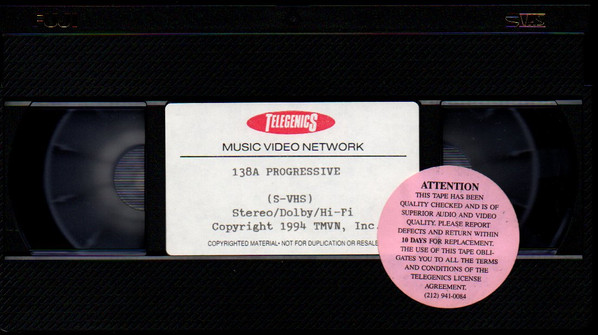 S-VHS
TELEGENICS
MUSIC VIDEO NETWORK
138A PROGRESSIVE
(S-VHS)
Stereo/Dolby/Hi-Fi
Copyright 1994 TMVN, Inc.
COPYRIGHTED MATERIAL• NOT FOR DUPLICATION OR RESALE
ATTENTION
THIS TAPE HAS BEEN
QUALITY CHECKED AND IS OF
SUPERIOR AUDIO AND VIDEO
QUALITY. PLEASE REPORT
DEFECTS AND RETURN WITHIN
10 DAYS FOR REPLACEMENT.
THE USE OF THIS TAPE OBLI-
GATES YOU TO ALL THE TERMS
AND CONDITIONS OF THE
TELEGENICS LICENSE
AGREEMENT.
(212) 941-0084